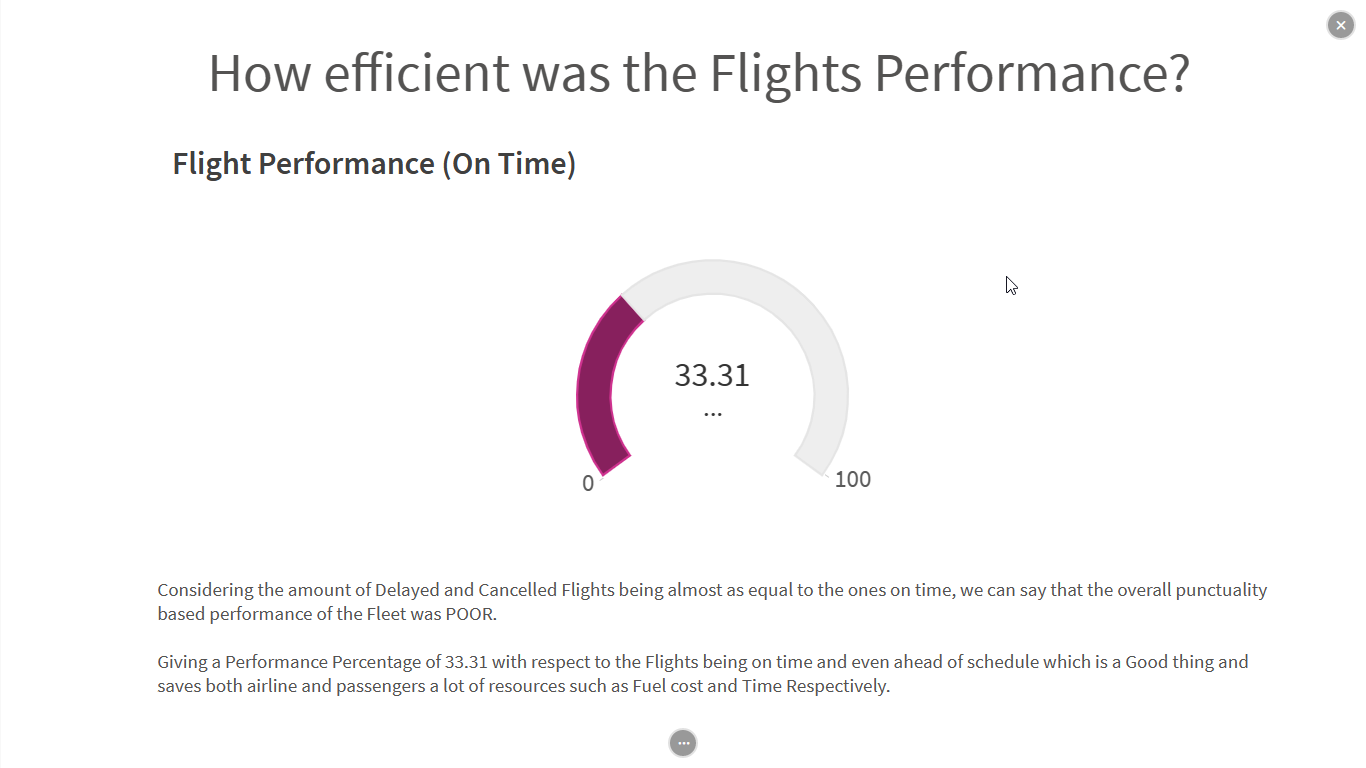 How efficient was the Flights Performance?
Flight Performance (On Time)
33.31
...
0
100
Considering the amount of Delayed and Cancelled Flights being almost as equal to the ones on time, we can say that the overall punctuality
based performance of the Fleet was POOR.
Giving a Performance Percentage of 33.31 with respect to the Flights being on time and even ahead of schedule which is a Good thing and
saves both airline and passengers a lot of resources such as Fuel cost and Time Respectively.